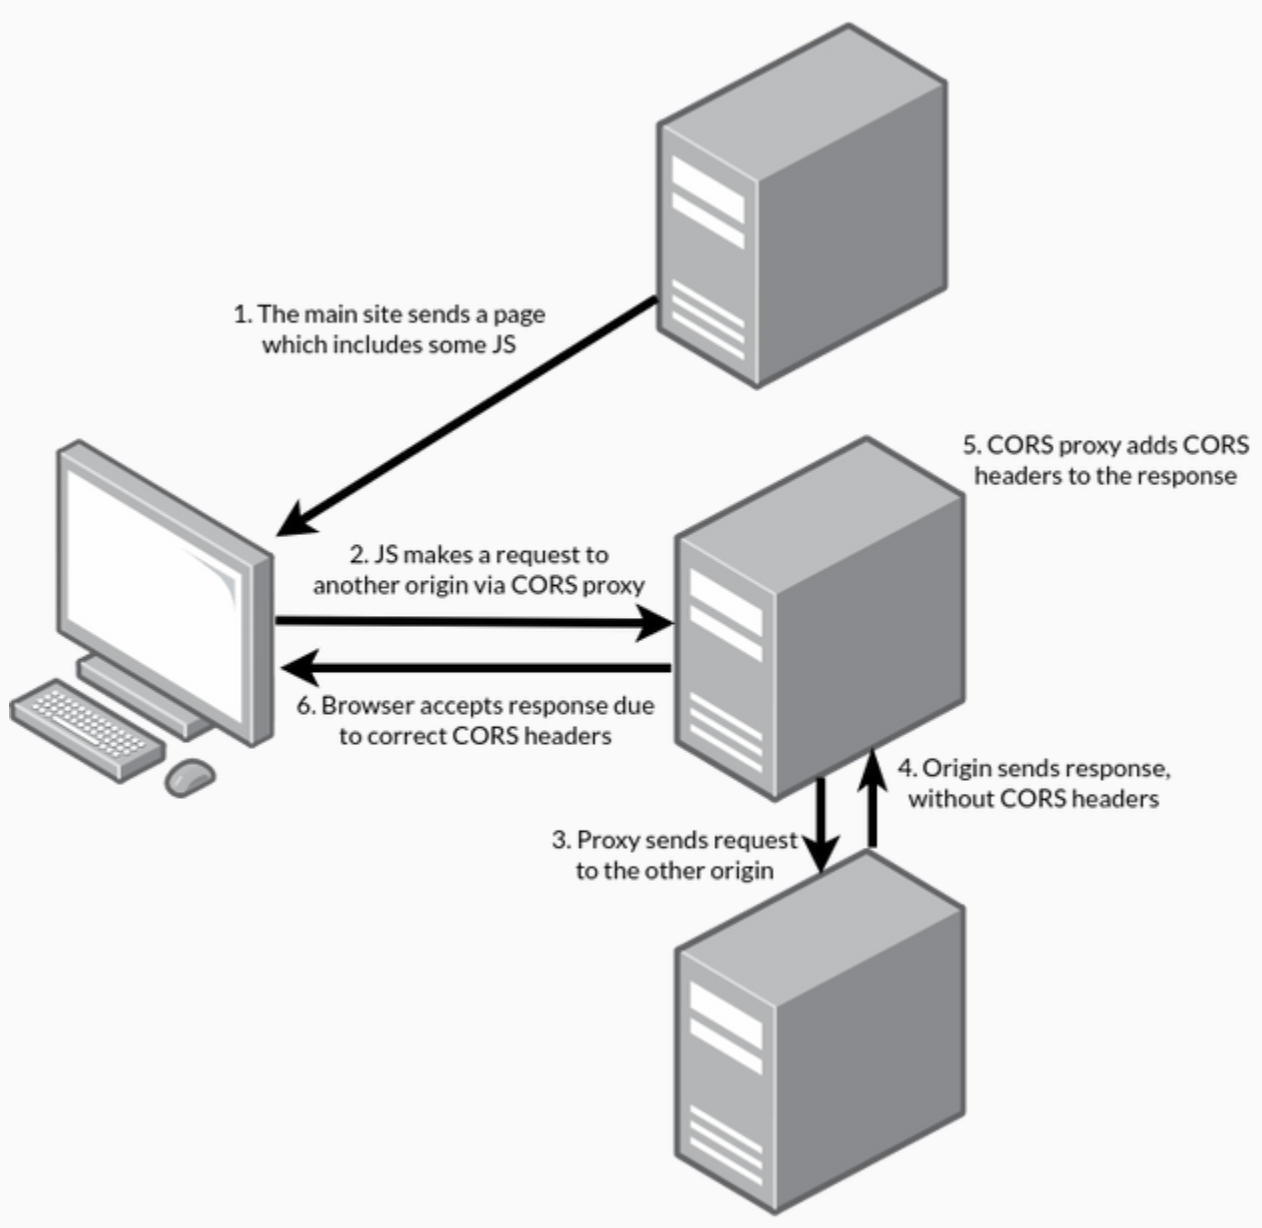 1. The main site sends a page
which includes some JS
2. JS makes a request to
another origin via CORS proxy
3. Proxy sends request
to the other origin
4. Origin sends response,
without CORS headers
5. CORS proxy adds CORS
headers to the response
6. Browser accepts response due
to correct CORS headers